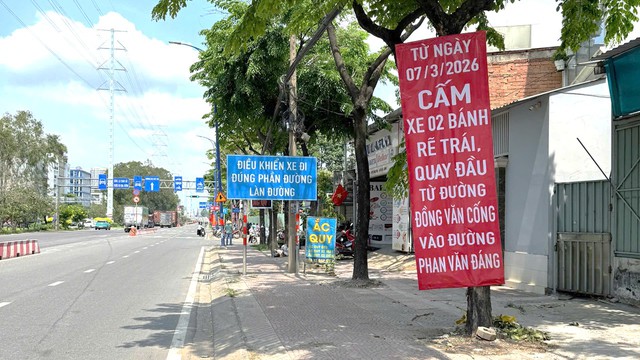 TỪ NGÀY
07/3/2026
CẤM
XE 02 BÁNH
RẼ TRÁI,
QUAY ĐẦU
TỪ ĐƯỜNG
ĐỒNG VĂN CỐNG
VÀO ĐƯỜNG
PHAN VĂN ĐÁNG
ĐIỀU KHIỂN XE ĐI
ĐÚNG PHẦN ĐƯỜNG
LÀN ĐƯỜNG
ẮC
QUY